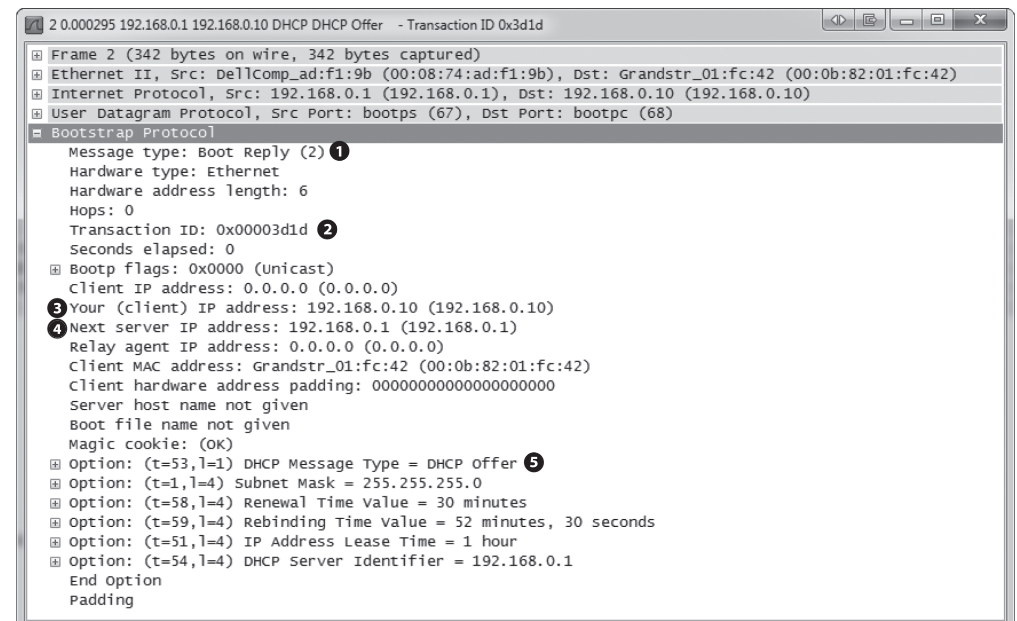 2 0.000295 192.168.0.1 192.168.0.10 DHCP DHCP Offer - Transaction ID 0x3d1d
Frame 2 (342 bytes on wire, 342 bytes captured)
Ethernet II, Src: DellComp_ad:f1:9b (00:08:74:ad:f1:9b), Dst: Grandstr_01:fc:42 (00:0b:82:01:fc:42)
Internet Protocol, Src: 192.168.0.1 (192.168.0.1), Dst: 192.168.0.10 (192.168.0.10)
User Datagram Protocol, Src Port: bootps (67), Dst Port: bootpc (68)
Bootstrap Protocol
Message type: Boot Reply (2) 1
Hardware type: Ethernet
Hardware address length: 6
Hops: 0
Transaction ID: 0x00003d1d 2
Seconds elapsed: 0
Bootp flags: 0x0000 (Unicast)
Client IP address: 0.0.0.0 (0.0.0.0)
3 Your (client) IP address: 192.168.0.10 (192.168.0.10)
4 Next server IP address: 192.168.0.1 (192.168.0.1)
Relay agent IP address: 0.0.0.0 (0.0.0.0)
Client MAC address: Grandstr_01:fc:42 (00:0b:82:01:fc:42)
Client hardware address padding: 00000000000000000000
Server host name not given
Boot file name not given
Magic cookie: (OK)
Option: (t=53,l=1) DHCP Message Type = DHCP Offer 5
Option: (t=1,l=4) Subnet Mask = 255.255.255.0
Option: (t=58,l=4) Renewal Time Value = 30 minutes
Option: (t=59,l=4) Rebinding Time Value = 52 minutes, 30 seconds
Option: (t=51,l=4) IP Address Lease Time = 1 hour
Option: (t=54,l=4) DHCP Server Identifier = 192.168.0.1
End Option
Padding